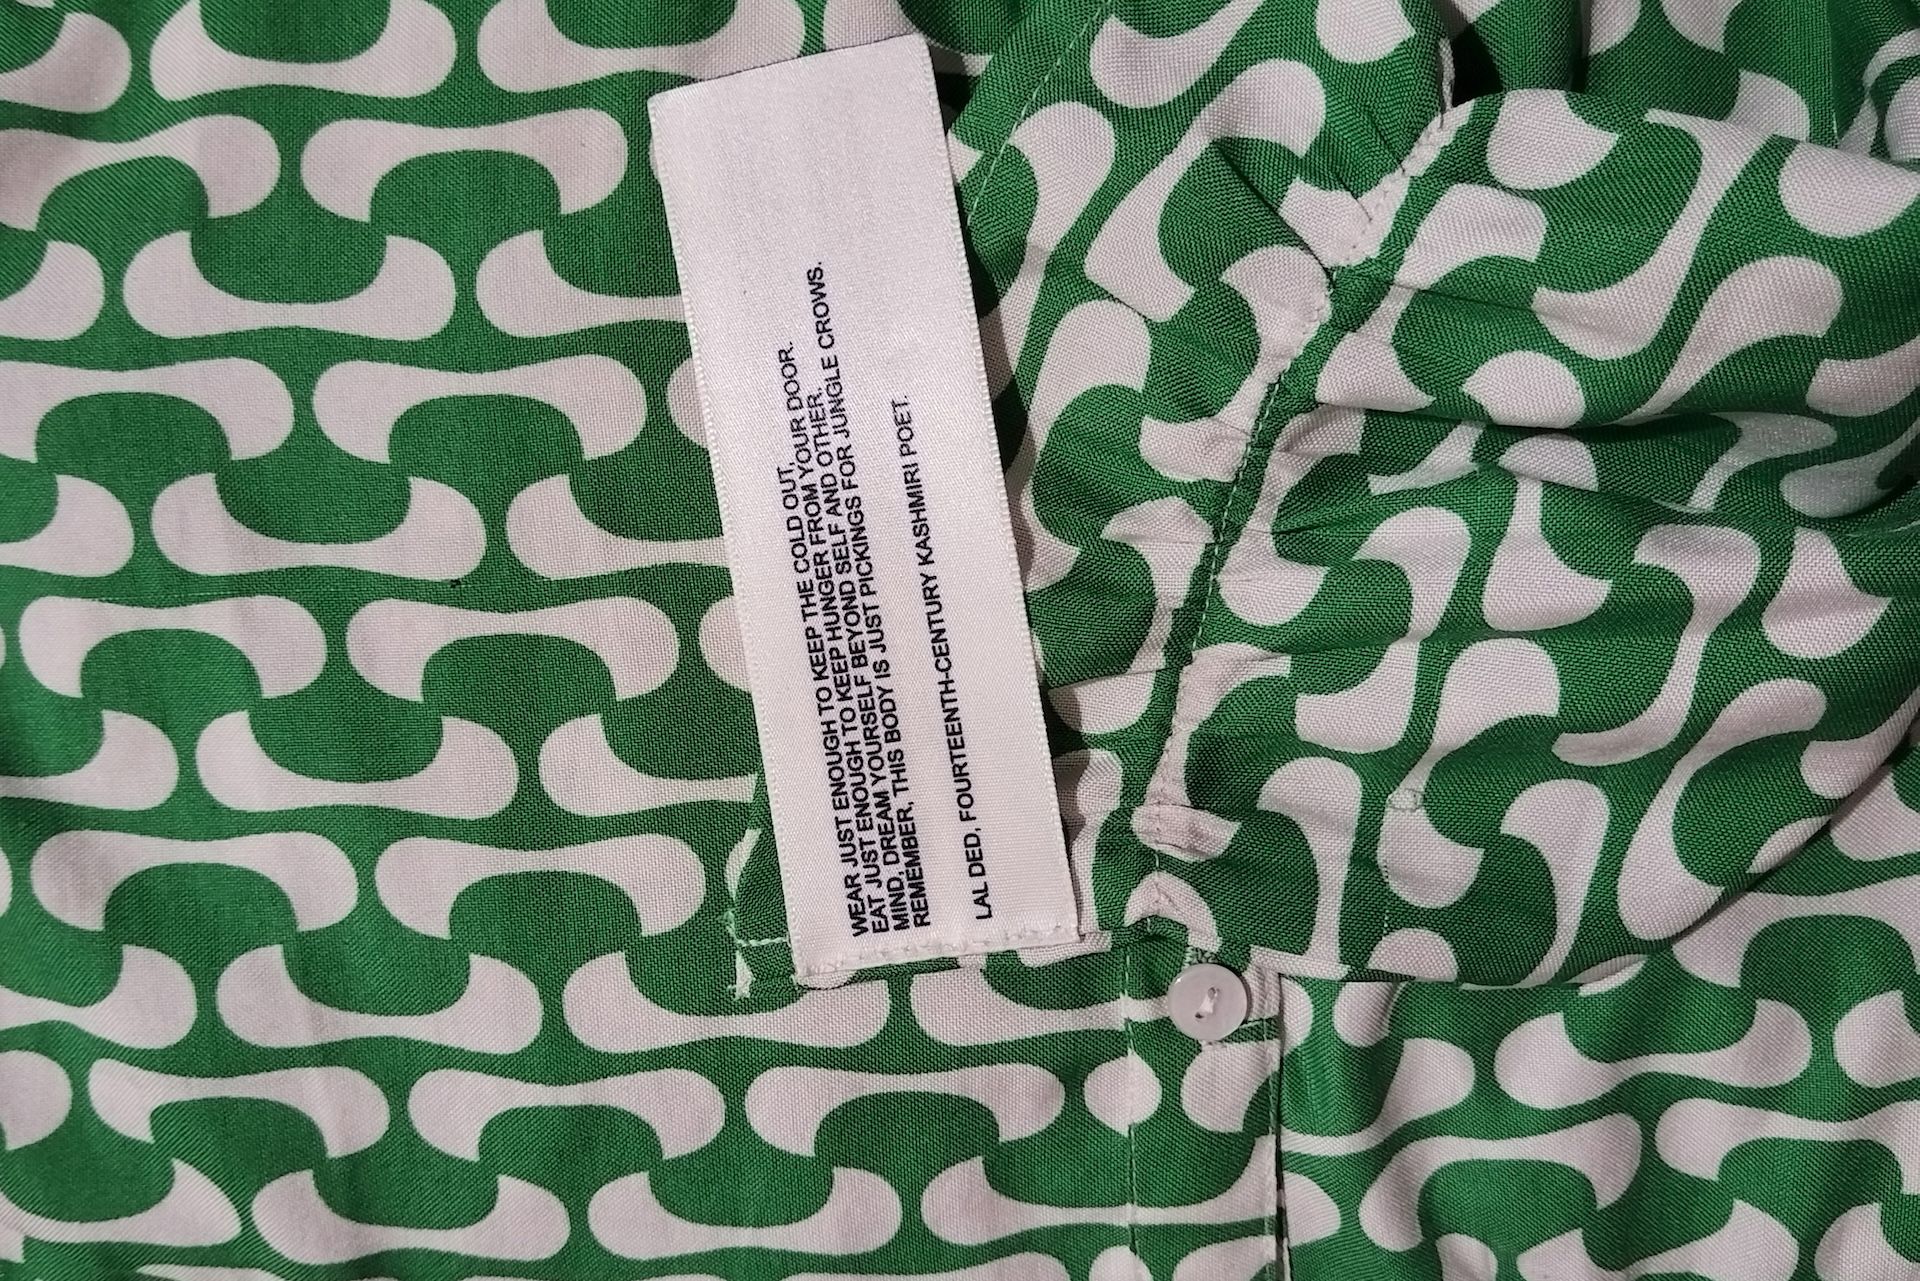 WEAR JUST ENOUGH TO KEEP THE COLD OUT,
EAT JUST ENOUGH TO KEEP HUNGER FROM YOUR DOOR.
MIND, DREAM YOURSELF BEYOND SELF AND OTHER.
REMEMBER, THIS BODY IS JUST PICKINGS FOR JUNGLE CROWS.
LAL DED, FOURTEENTH-CENTURY KASHMIRI POET.